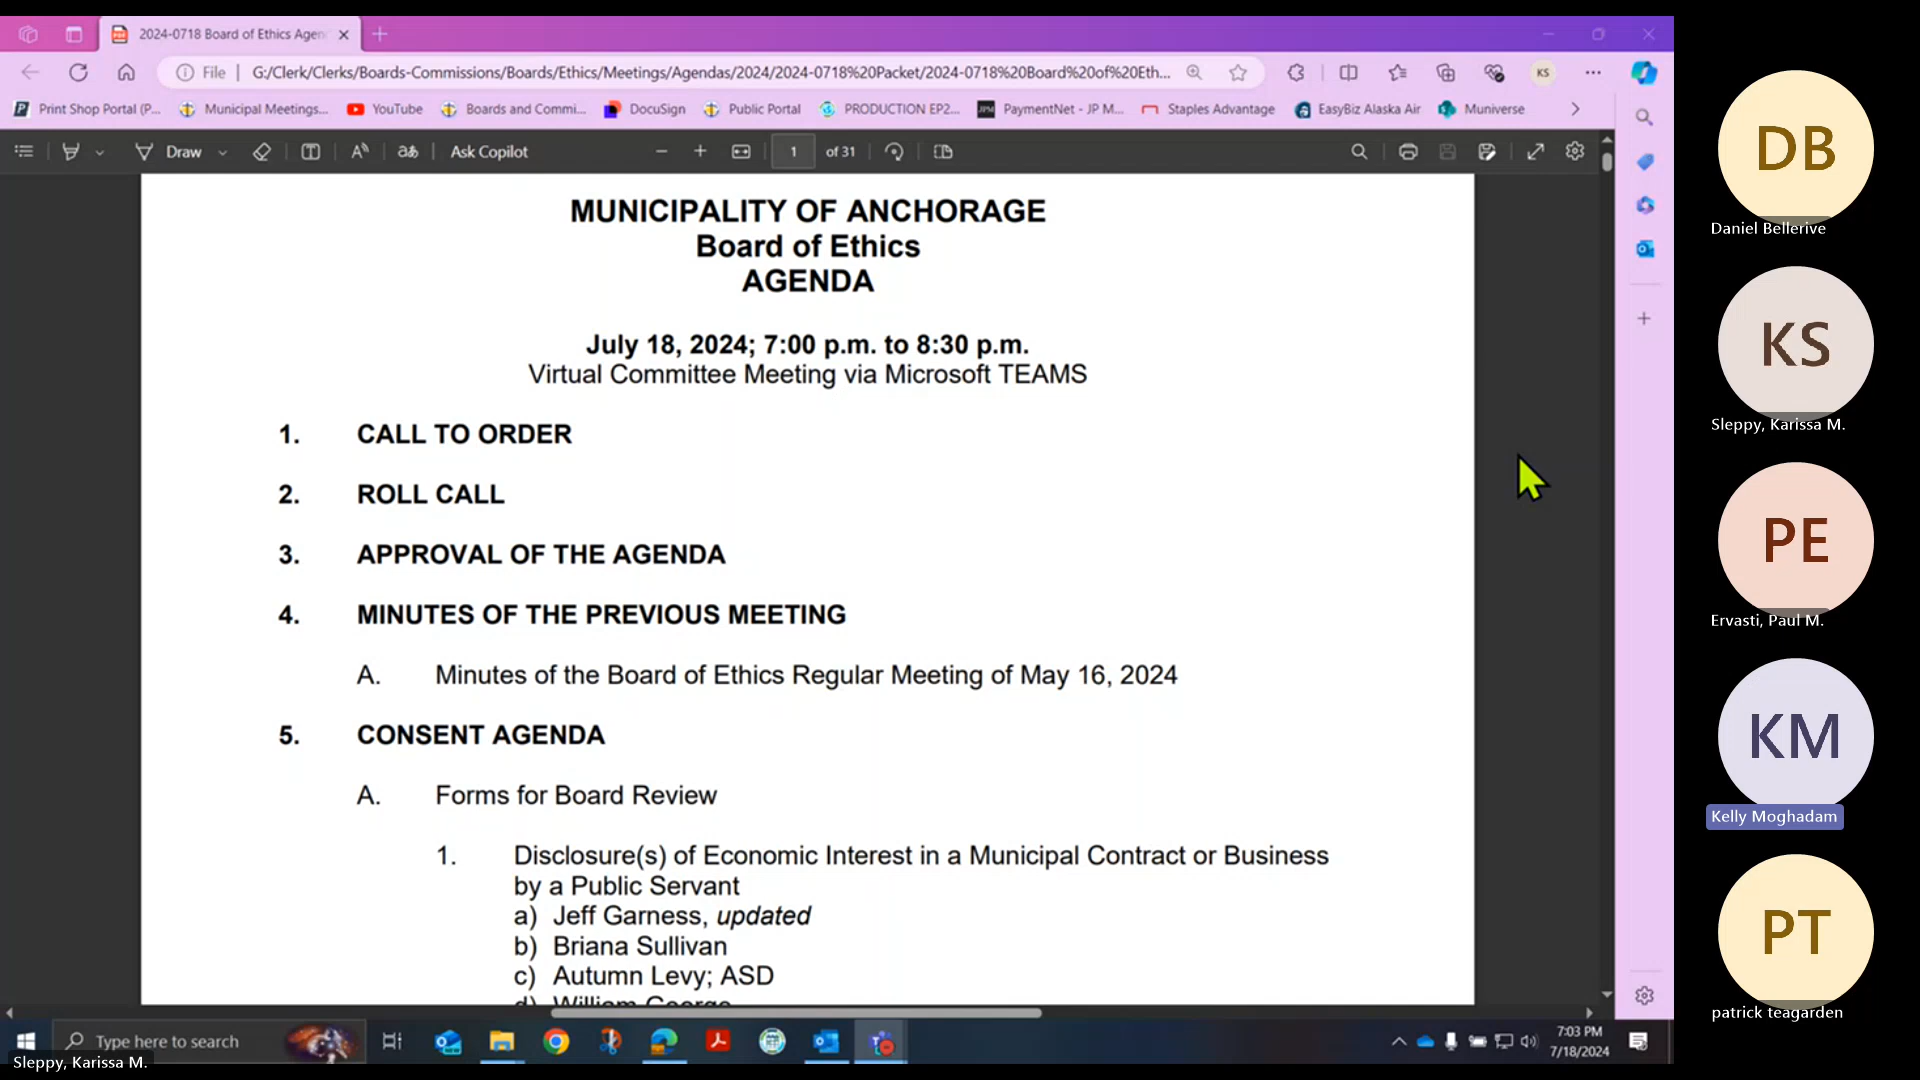 2024-0718 Board of Ethics Agen
File
G:/Clerk/Clerks/Boards-Commissions/Boards/Ethics/Meetings/Agendas/2024/2024-0718%20Packet/2024-0718%20Board%20of%20Eth...
KS
Print Shop Portal (P...
Municipal Meetings...
YouTube
Boards and Commi...
DocuSign
Public Portal
PRODUCTION EP2...
PaymentNet - JP M...
Staples Advantage
EasyBiz Alaska Air
Muniverse
Draw
Ask Copilot
1 of 31
MUNICIPALITY OF ANCHORAGE
Board of Ethics
AGENDA
July 18, 2024; 7:00 p.m. to 8:30 p.m.
Virtual Committee Meeting via Microsoft TEAMS
1. CALL TO ORDER
2. ROLL CALL
3. APPROVAL OF THE AGENDA
4. MINUTES OF THE PREVIOUS MEETING
A. Minutes of the Board of Ethics Regular Meeting of May 16, 2024
5. CONSENT AGENDA
A. Forms for Board Review
1. Disclosure(s) of Economic Interest in a Municipal Contract or Business
by a Public Servant
a) Jeff Garness, updated
b) Briana Sullivan
c) Autumn Levy; ASD
d) William George
Type here to search
7:03 PM
7/18/2024
Sleppy, Karissa M.
DB
Daniel Bellerive
KS
Sleppy, Karissa M.
PE
Ervasti, Paul M.
KM
Kelly Moghadam
PT
patrick teagarden